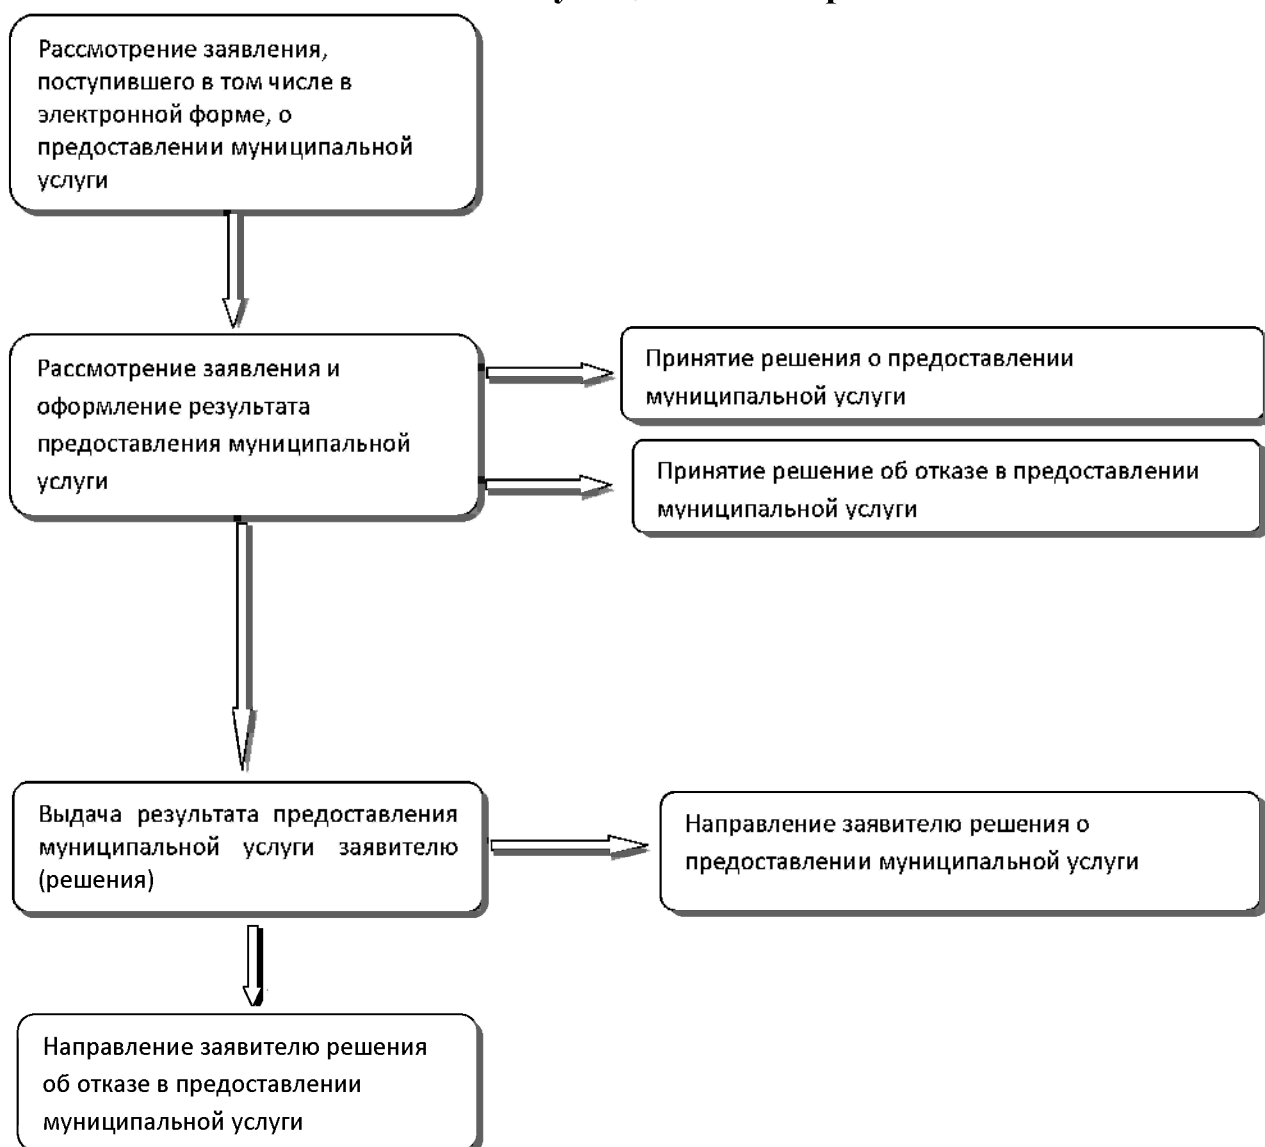 Рассмотрение заявления,
поступившего в том числе в
электронной форме, о
предоставлении муниципальной
услуги
Рассмотрение заявления и
оформление результата
предоставления муниципальной
услуги
Принятие решения о предоставлении
муниципальной услуги
Принятие решение об отказе в предоставлении
муниципальной услуги
Выдача результата предоставления
муниципальной услуги заявителю
(решения)
Направление заявителю решения о
предоставлении муниципальной услуги
Направление заявителю решения
об отказе в предоставлении
муниципальной услуги